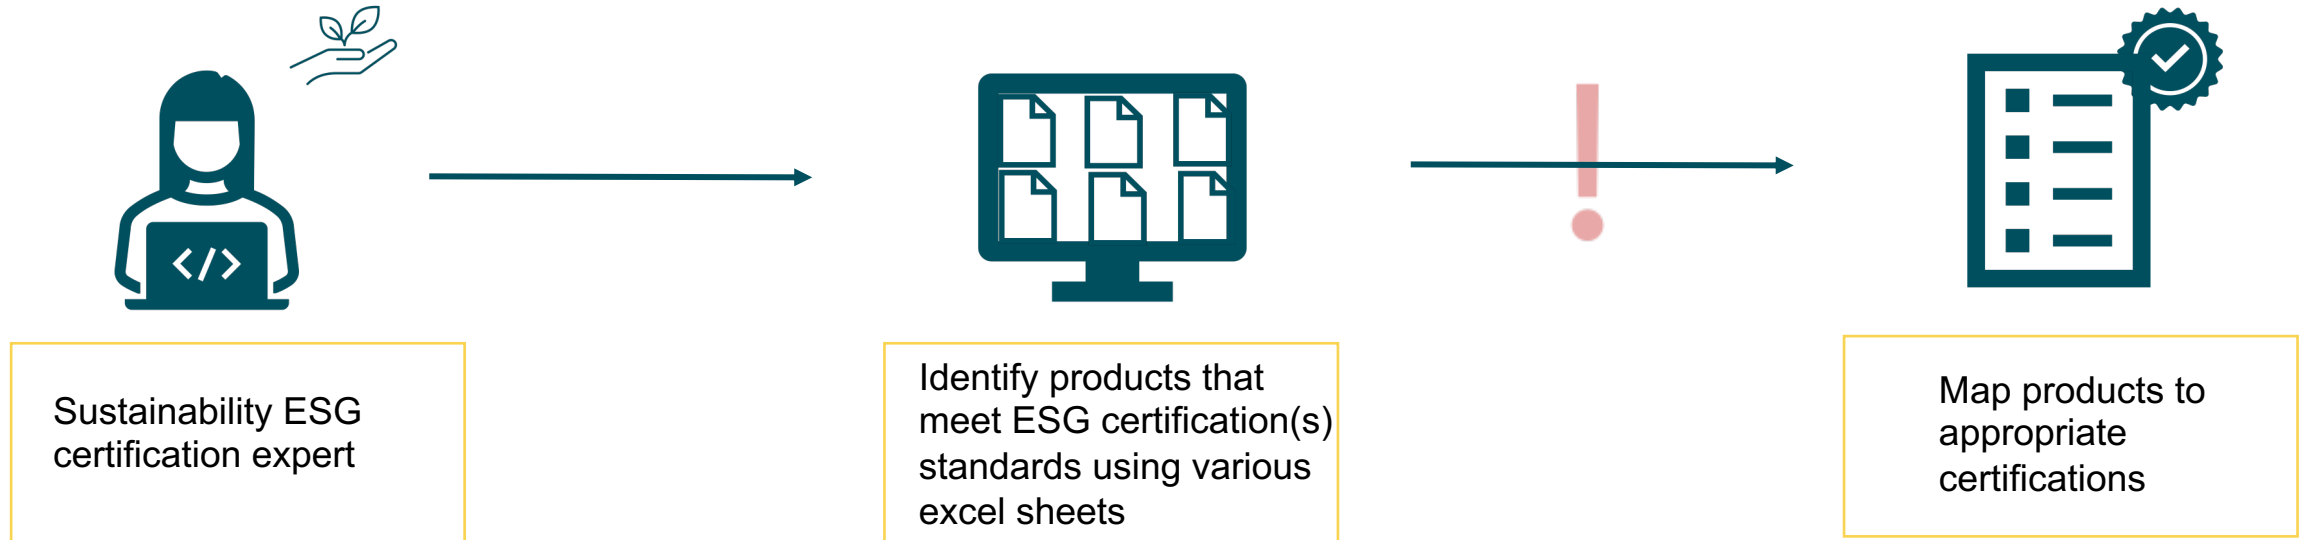 Sustainability ESG
certification expert
Identify products that
meet ESG certification(s)
standards using various
excel sheets
Map products to
appropriate
certifications